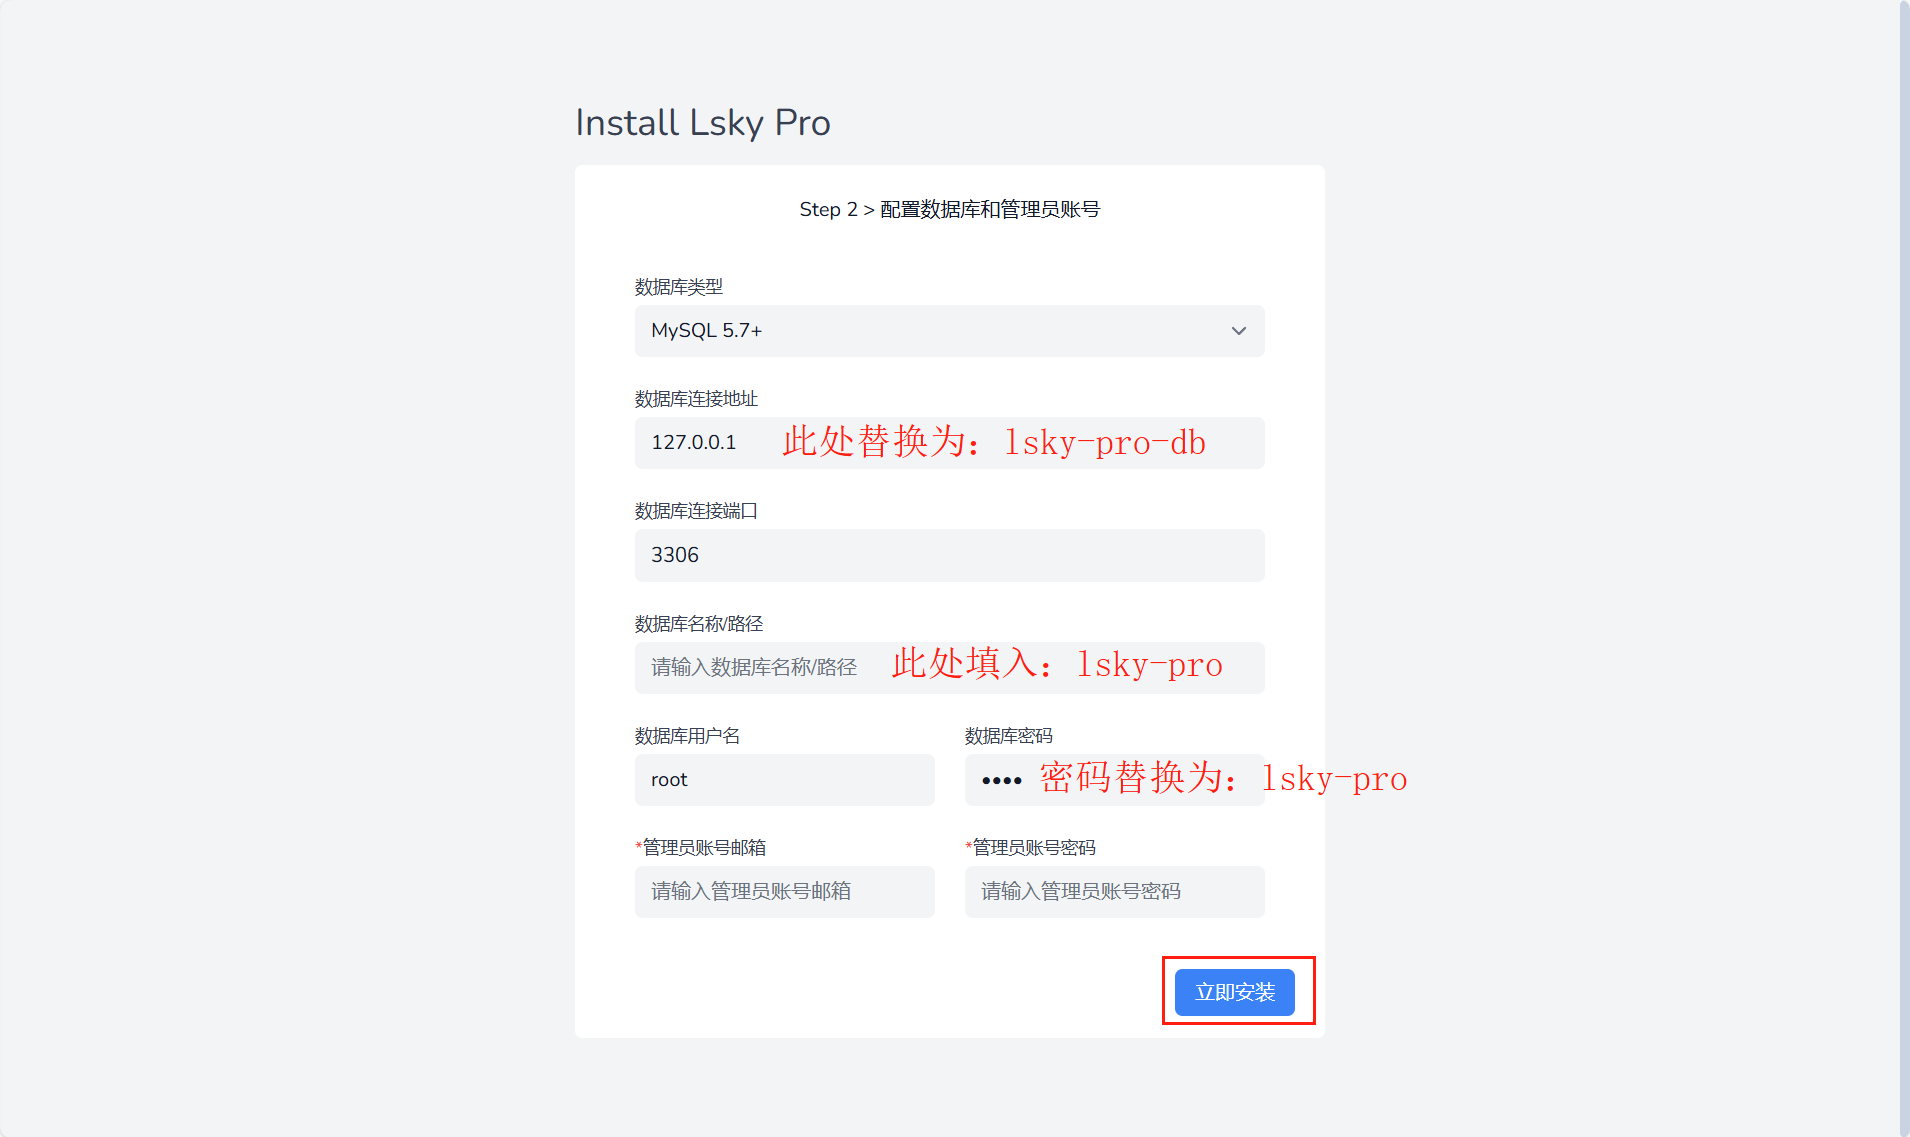 Install Lsky Pro
Step 2 > 配置数据库和管理员账号
数据库类型
MySQL 5.7+
数据库连接地址
127.0.0.1 此处替换为：lsky-pro-db
数据库连接端口
3306
数据库名称/路径
请输入数据库名称/路径 此处填入：lsky-pro
数据库用户名 数据库密码
root •••• 密码替换为：lsky-pro
*管理员账号邮箱 *管理员账号密码
请输入管理员账号邮箱 请输入管理员账号密码
立即安装